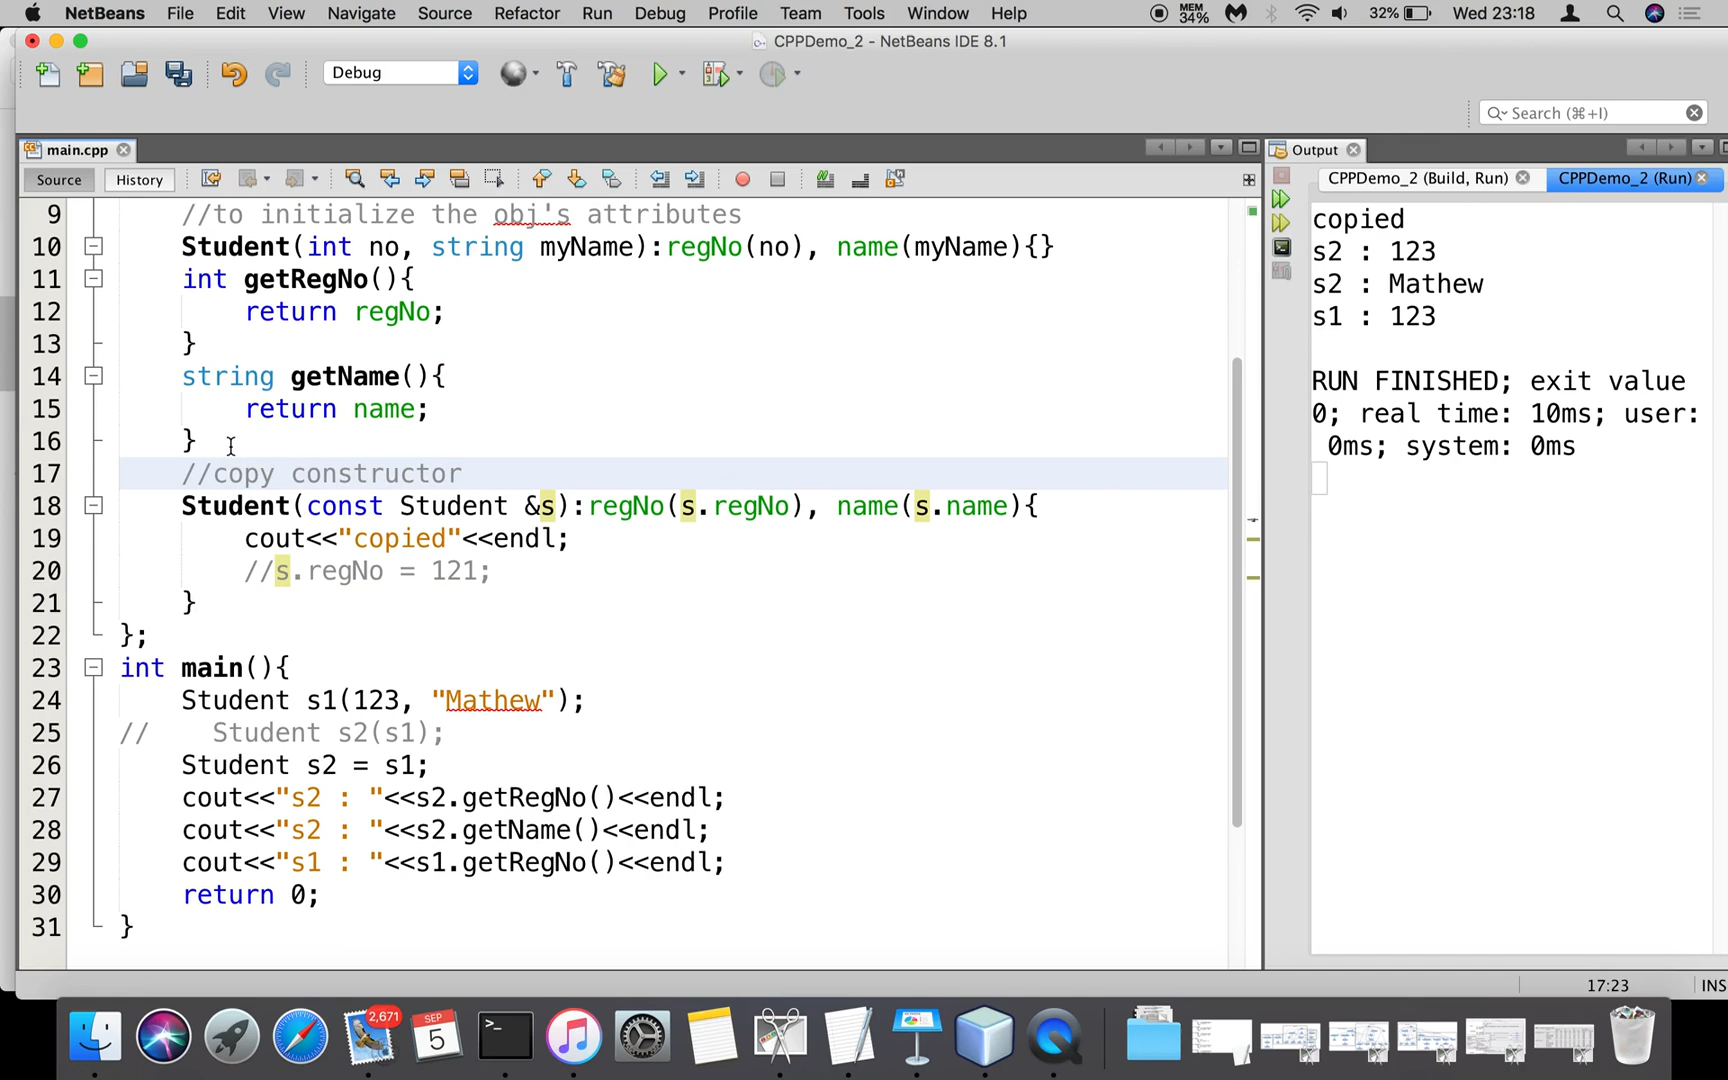 NetBeans File Edit View Navigate Source Refactor Run Debug Profile Team Tools Window Help MEM 34% 32% Wed 23:18
CPPDemo_2 - NetBeans IDE 8.1
Debug
Search (⌘+I)
main.cpp
Source History
9 //to initialize the obj's attributes
10 Student(int no, string myName):regNo(no), name(myName){}
11 int getRegNo(){
12 return regNo;
13 }
14 string getName(){
15 return name;
16 }
17 //copy constructor
18 Student(const Student &s):regNo(s.regNo), name(s.name){
19 cout<<"copied"<<endl;
20 //s.regNo = 121;
21 }
22 };
23 int main(){
24 Student s1(123, "Mathew");
25 // Student s2(s1);
26 Student s2 = s1;
27 cout<<"s2 : "<<s2.getRegNo()<<endl;
28 cout<<"s2 : "<<s2.getName()<<endl;
29 cout<<"s1 : "<<s1.getRegNo()<<endl;
30 return 0;
31 }
Output
CPPDemo_2 (Build, Run) CPPDemo_2 (Run)
copied
s2 : 123
s2 : Mathew
s1 : 123
RUN FINISHED; exit value
0; real time: 10ms; user:
0ms; system: 0ms
17:23 INS
2,671
SEP
5